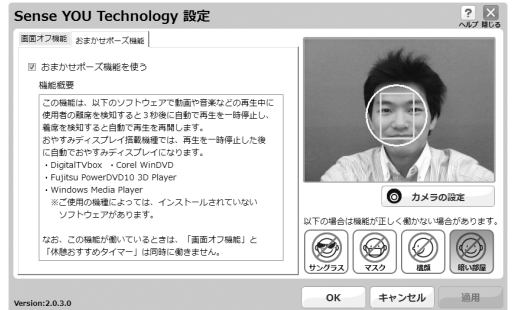 Sense YOU Technology 設定
ヘルプ 閉じる
画面オフ機能 おまかせポーズ機能
おまかせポーズ機能を使う
機能概要
この機能は、以下のソフトウェアで動画や音楽などの再生中に
使用者の離席を検知すると3秒後に自動で再生を一時停止し、
着席を検知すると自動で再生を再開します。
おやすみディスプレイ搭載機種では、再生を一時停止した後
に自動でおやすみディスプレイになります。
・DigitalTVbox ・Corel WinDVD
・Fujitsu PowerDVD10 3D Player
・Windows Media Player
※ご使用の機種によっては、インストールされていない
ソフトウェアがあります。
なお、この機能が働いているときは、「画面オフ機能」と
「休憩おすすめタイマー」は同時に働きません。
カメラの設定
以下の場合は機能が正しく働かない場合があります。
サングラス マスク 横顔 暗い部屋
Version:2.0.3.0
OK キャンセル 適用